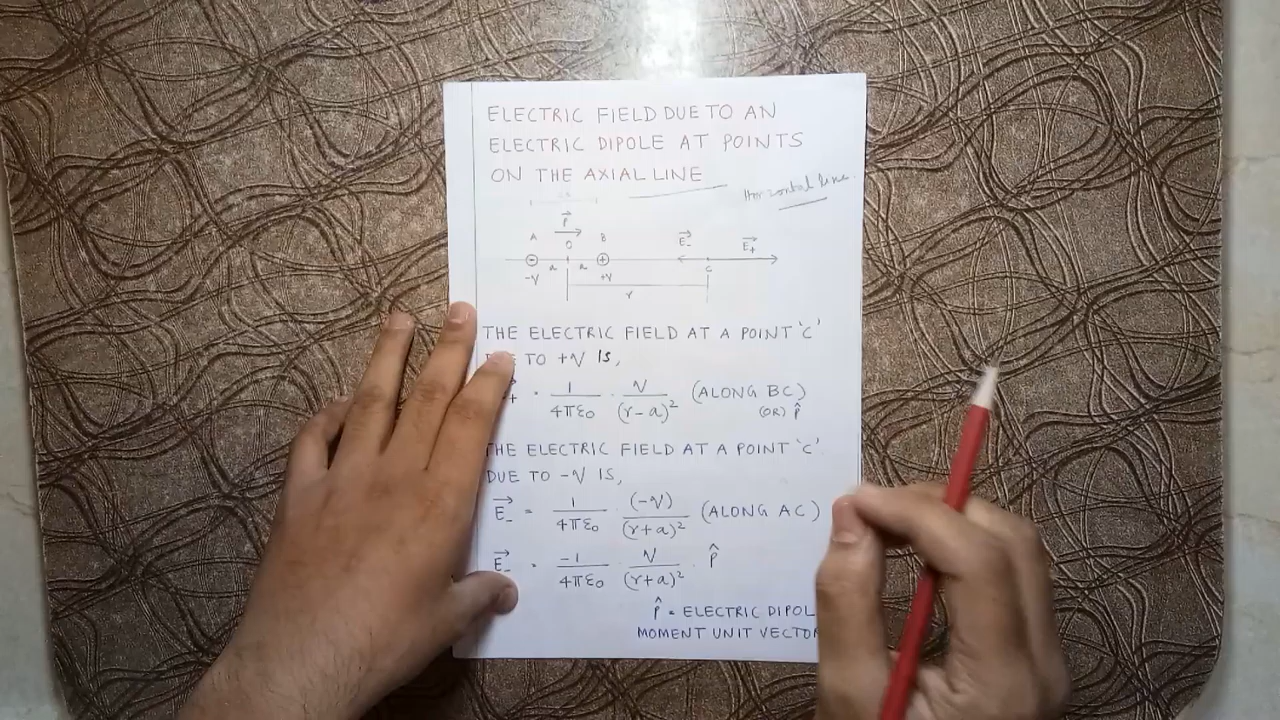 ELECTRIC FIELD DUE TO AN
ELECTRIC DIPOLE AT POINTS
ON THE AXIAL LINE
Horizontal line.
P⃗
A O B E⃗₋ E⃗₊
a a C
-q +q
r
THE ELECTRIC FIELD AT A POINT 'C'
TO +q IS,
+ = 1/4πε₀ · q/(r-a)² (ALONG BC)
(OR) p̂
THE ELECTRIC FIELD AT A POINT 'C'.
DUE TO -q IS,
E⃗₋ = 1/4πε₀ · (-q)/(r+a)² (ALONG AC)
E⃗₋ = -1/4πε₀ · q/(r+a)² · p̂
p̂ = ELECTRIC DIPOL
MOMENT UNIT VECTOR